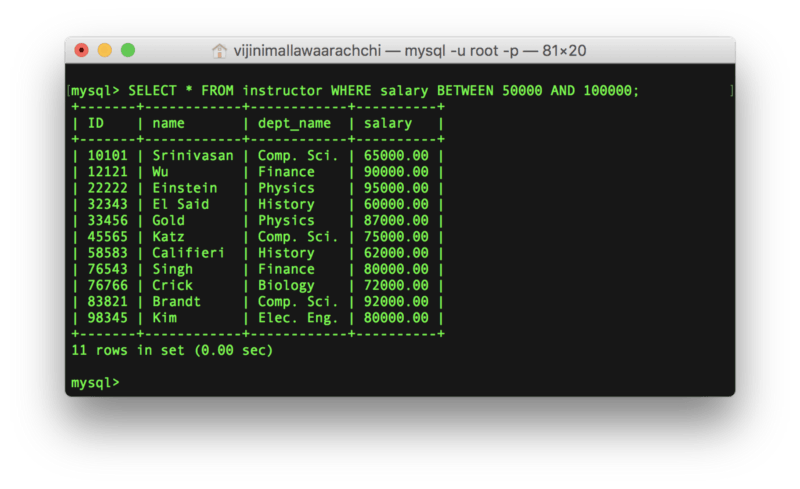 vijinimallawaarachchi — mysql -u root -p — 81×20
mysql> SELECT * FROM instructor WHERE salary BETWEEN 50000 AND 100000;
+-------+------------+------------+----------+
| ID    | name       | dept_name  | salary   |
+-------+------------+------------+----------+
| 10101 | Srinivasan | Comp. Sci. | 65000.00 |
| 12121 | Wu         | Finance    | 90000.00 |
| 22222 | Einstein   | Physics    | 95000.00 |
| 32343 | El Said    | History    | 60000.00 |
| 33456 | Gold       | Physics    | 87000.00 |
| 45565 | Katz       | Comp. Sci. | 75000.00 |
| 58583 | Califieri  | History    | 62000.00 |
| 76543 | Singh      | Finance    | 80000.00 |
| 76766 | Crick      | Biology    | 72000.00 |
| 83821 | Brandt     | Comp. Sci. | 92000.00 |
| 98345 | Kim        | Elec. Eng. | 80000.00 |
+-------+------------+------------+----------+
11 rows in set (0.00 sec)
mysql>